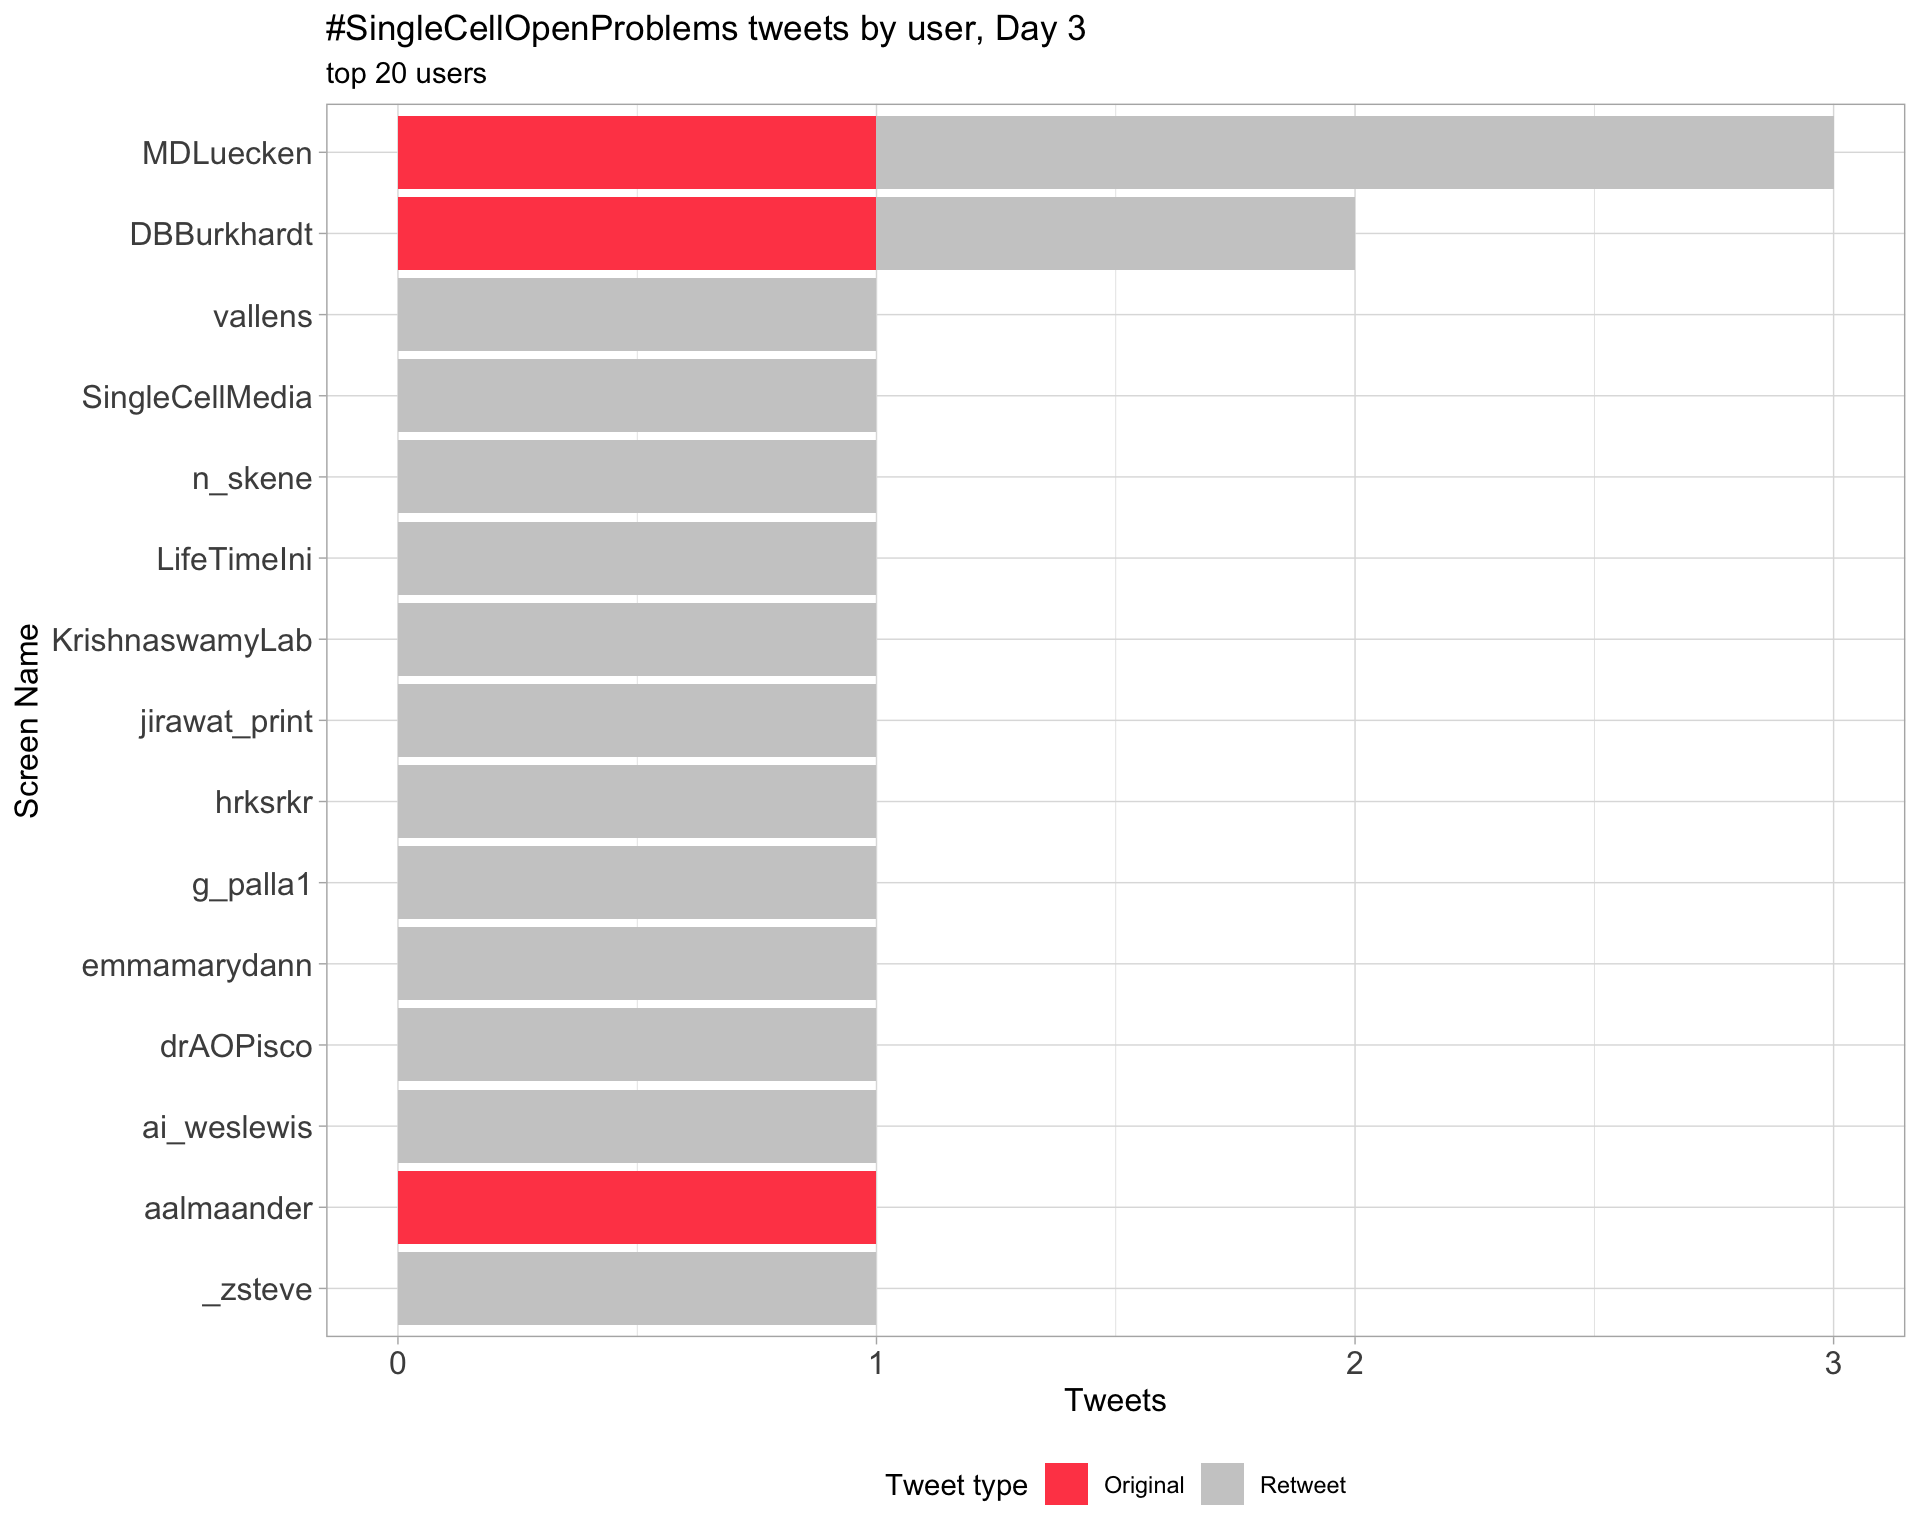 #SingleCellOpenProblems tweets by user, Day 3
top 20 users
Screen Name
MDLuecken
DBBurkhardt
vallens
SingleCellMedia
n_skene
LifeTimeIni
KrishnaswamyLab
jirawat_print
hrksrkr
g_palla1
emmamarydann
drAOPisco
ai_weslewis
aalmaander
_zsteve
0 1 2 3
Tweets
Tweet type Original Retweet